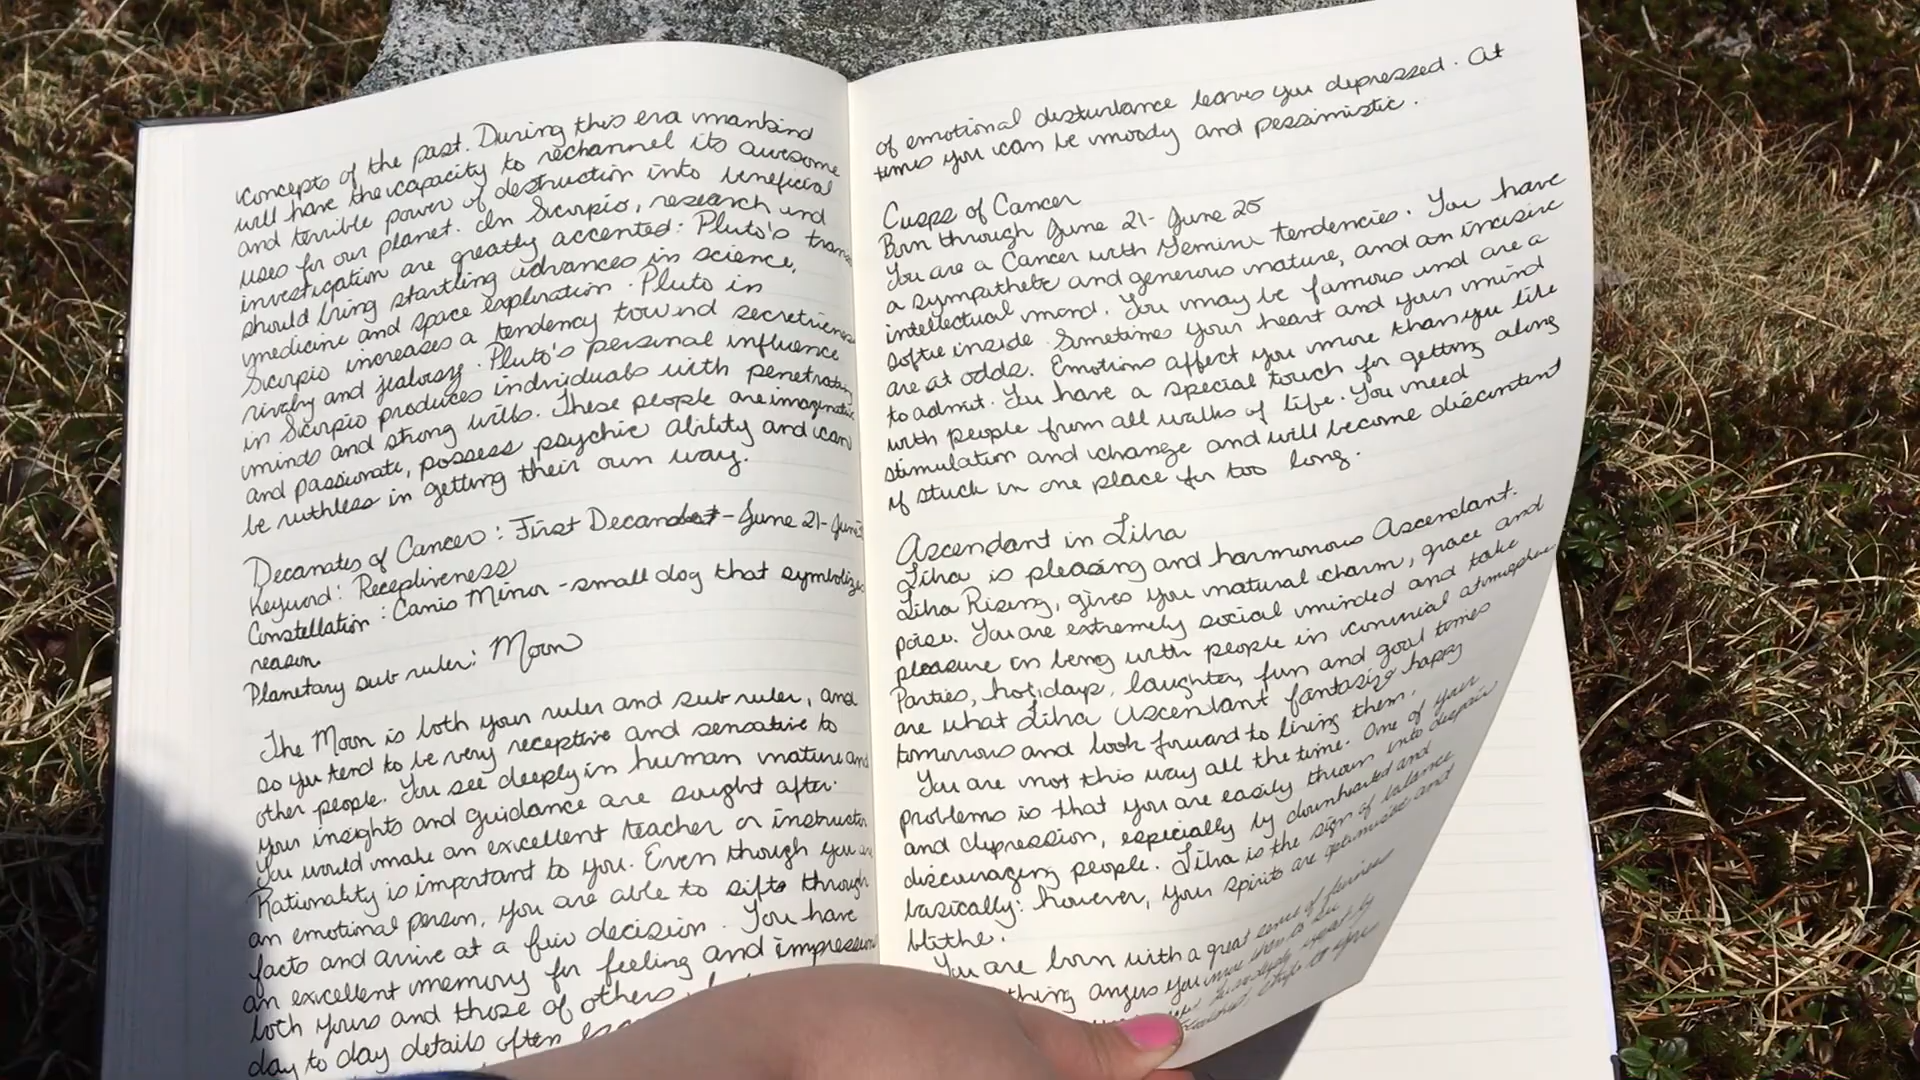 concepts of the past. During this era mankind
will have the capacity to rechannel its awesome
and terrible power of destruction into beneficial
uses for our planet. In Scorpio, research and
investigation are greatly accented: Pluto's trans
should bring startling advances in science,
medicine and space exploration. Pluto in
Scorpio increases a tendency toward secretiveness
rivalry and jealousy. Pluto's personal influence
in Scorpio produces individuals with penetrating
minds and strong wills. These people are imaginative
and passionate, possess psychic ability and can
be ruthless in getting their own way.
Decanates of Cancer: First Decandet - June 21 - June
Keyword: Receptiveness
Constellation: Canis Minor - small dog that symbolizes
reason.
Planetary sub ruler: Moon
The Moon is both your ruler and sub ruler, and
so you tend to be very receptive and sensative to
other people. You see deeply in human nature and
your insights and guidance are sought after.
You would make an excellent teacher or instructor
Rationality is important to you. Even though you are
an emotional person, you are able to sift through
facts and arrive at a fair decision. You have
an excellent memory for feeling and impression
both yours and those of others
day to day details often
of emotional disturbance leaves you depressed. At
times you can be moody and pessimistic.
Cusps of Cancer
Born through June 21 - June 25
You are a Cancer with Gemini tendencies. You have
a sympathetic and generous nature, and an incisive
intellectual mind. You may be famous and are a
softie inside. Sometimes your heart and your mind
are at odds. Emotions affect you more than you like
to admit. You have a special touch for getting along
with people from all walks of life. You need
stimulation and change and will become discontent
if stuck in one place for too long.
Ascendant in Libra
Libra is pleasing and harmonous Ascendant.
Libra Rising, gives you natural charm, grace and
poise. You are extremely social minded and take
pleasure in being with people in convivial atmosphere
Parties, holidays, laughter, fun and good times
are what Libra Ascendant fantasize happy
tomorrows and look forward to living them.
You are not this way all the time. One of your
problems is that you are easily thrown into despair
and depression, especially by downhearted and
discouraging people. Libra is the sign of balance
basically: however, your spirits are optimistic and
blithe.
You are born with a great sense of fairness
thing angers you more than to see